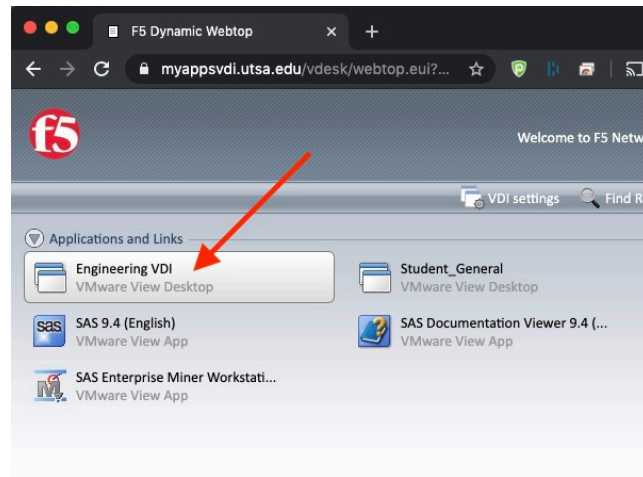 F5 Dynamic Webtop
myappsvdi.utsa.edu/vdesk/webtop.eui?...
f5
Welcome to F5 Netw
VDI settings Find R
Applications and Links
Engineering VDI
VMware View Desktop
Student_General
VMware View Desktop
SAS 9.4 (English)
VMware View App
SAS Documentation Viewer 9.4 (...
VMware View App
SAS Enterprise Miner Workstati...
VMware View App